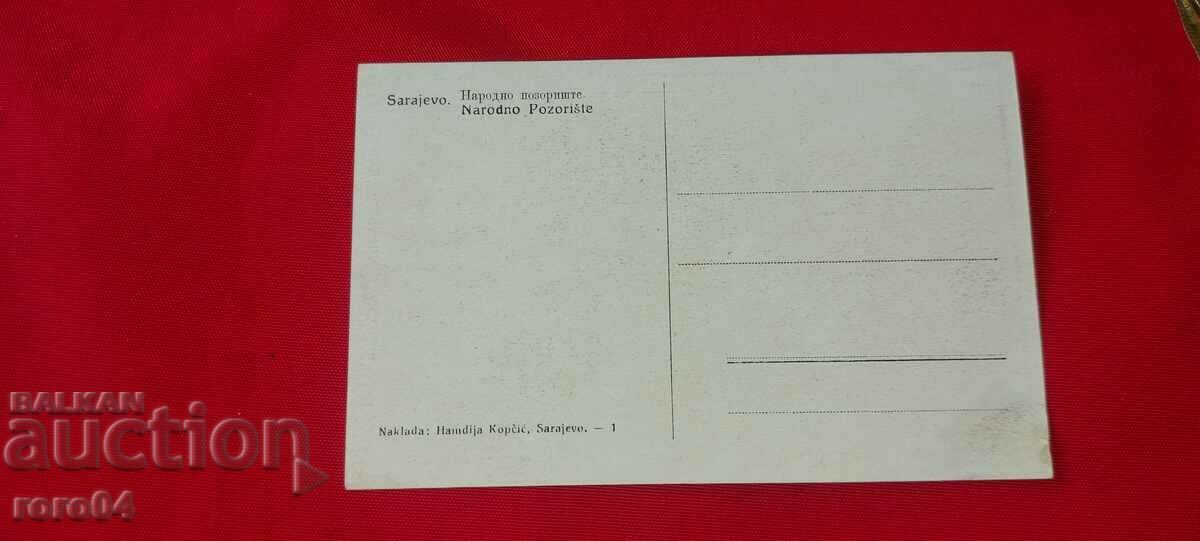 Sarajevo. Народно позориште.
Narodno Pozorište
Naklada: Hamdija Kopčić, Sarajevo. — 1
BALKAN
auction
roro04